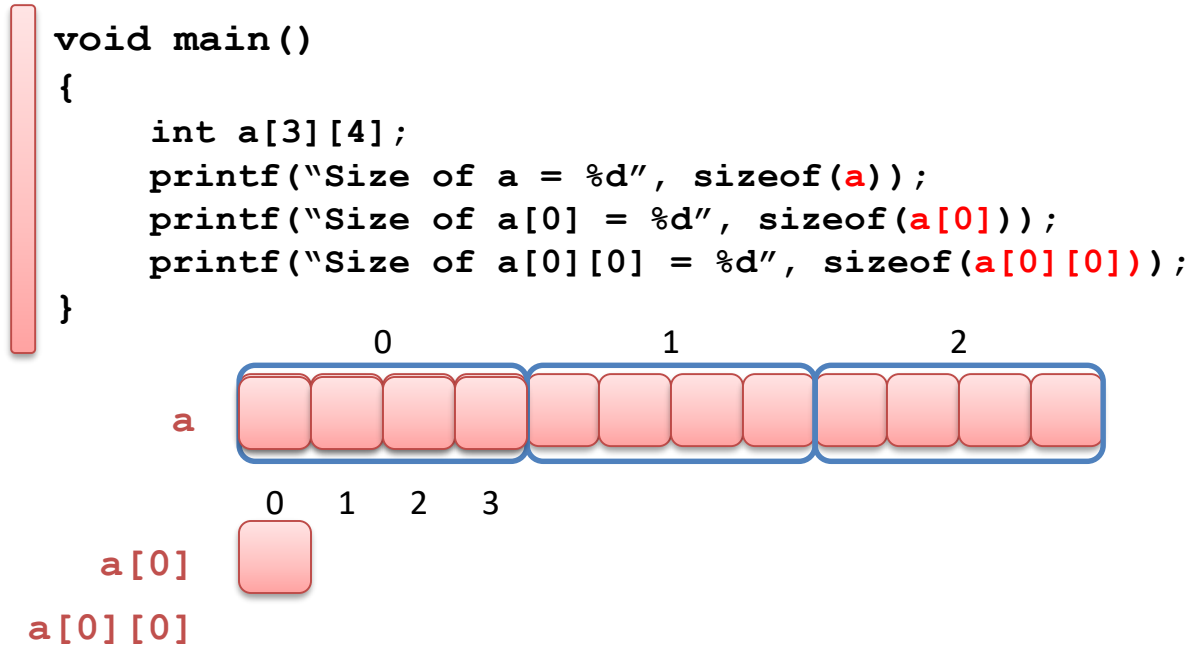 void main()
{
int a[3][4];
printf(“Size of a = %d”, sizeof(a));
printf(“Size of a[0] = %d”, sizeof(a[0]));
printf(“Size of a[0][0] = %d”, sizeof(a[0][0]));
}
0 1 2
a
0 1 2 3
a[0]
a[0][0]